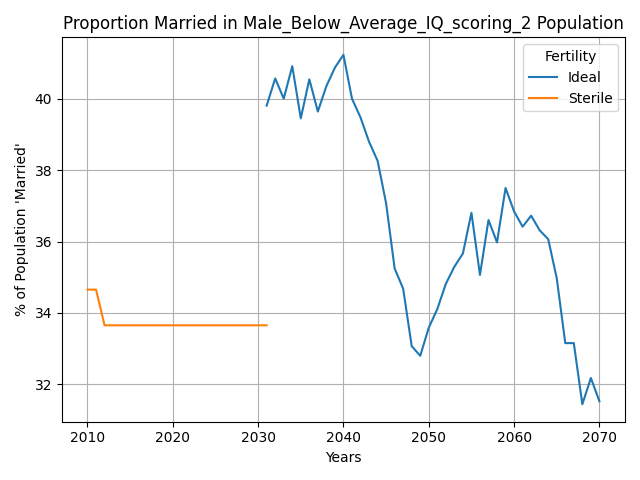 Proportion Married in Male_Below_Average_IQ_scoring_2 Population
Fertility
Ideal
Sterile
% of Population 'Married'
40
38
36
34
32
2010 2020 2030 2040 2050 2060 2070
Years